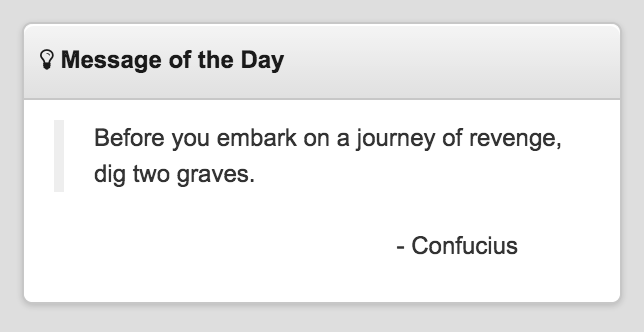 Message of the Day
Before you embark on a journey of revenge,
dig two graves.
- Confucius